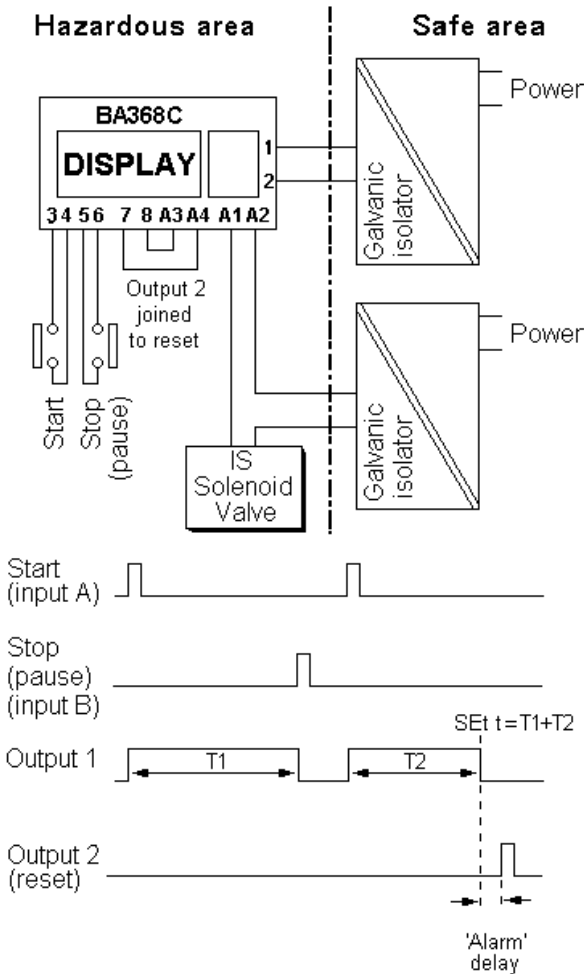 Hazardous area
Safe area
BA368C
DISPLAY
1
2
3 4 5 6 7 8 A3 A4 A1 A2
Galvanic
isolator
Power
Output 2
joined
to reset
Start
Stop
(pause)
IS
Solenoid
Valve
Galvanic
isolator
Power
Start
(input A)
Stop
(pause)
(input B)
SEt t=T1+T2
Output 1
T1
T2
Output 2
(reset)
'Alarm'
delay